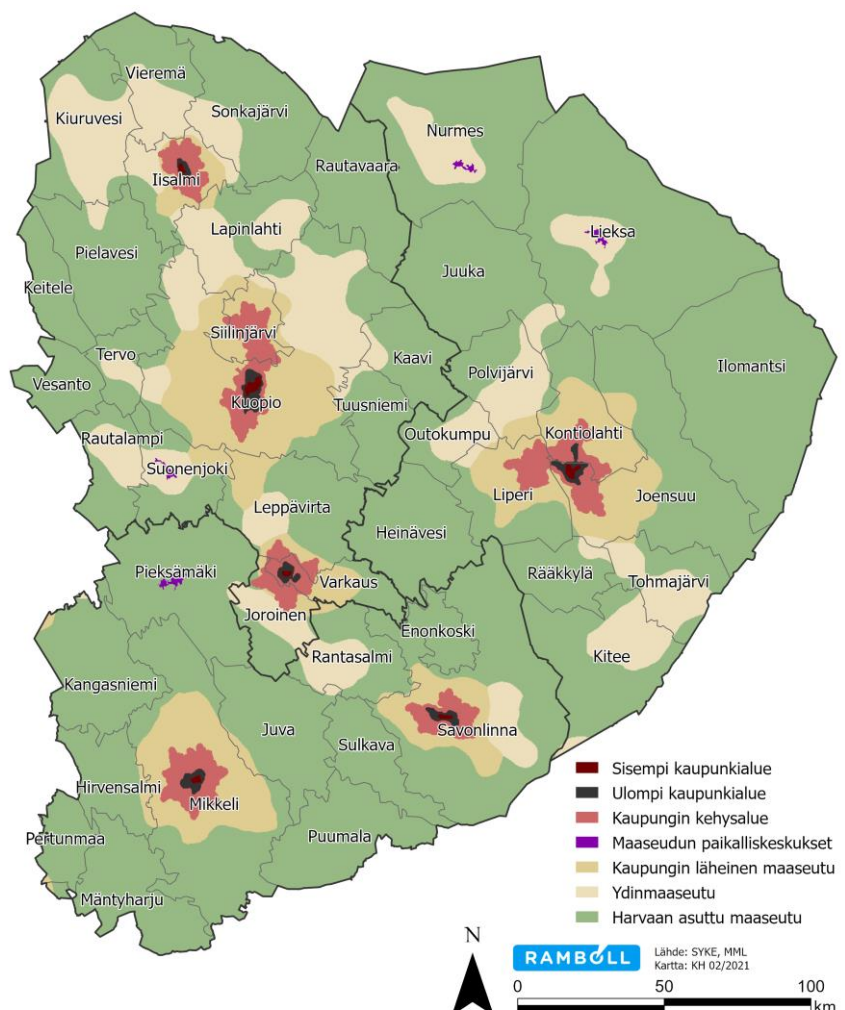 Vieremä
Kiuruvesi
Sonkajärvi
Nurmes
Iisalmi
Rautavaara
Lapinlahti
Lieksa
Pielavesi
Juuka
Keitele
Siilinjärvi
Ilomantsi
Tervo
Kaavi
Polvijärvi
Vesanto
Kuopio
Tuusniemi
Outokumpu
Kontiolahti
Rautalampi
Suonenjoki
Liperi
Joensuu
Leppävirta
Heinävesi
Pieksämäki
Varkaus
Rääkkylä
Tohmajärvi
Joroinen
Enonkoski
Rantasalmi
Kitee
Kangasniemi
Juva
Savonlinna
Sulkava
Hirvensalmi
Mikkeli
Pertunmaa
Puumala
Mäntyharju
Sisempi kaupunkialue
Ulompi kaupunkialue
Kaupungin kehysalue
Maaseudun paikalliskeskukset
Kaupungin läheinen maaseutu
Ydinmaaseutu
Harvaan asuttu maaseutu
N
RAMBOLL
Lähde: SYKE, MML
Kartta: KH 02/2021
0 50 100
km